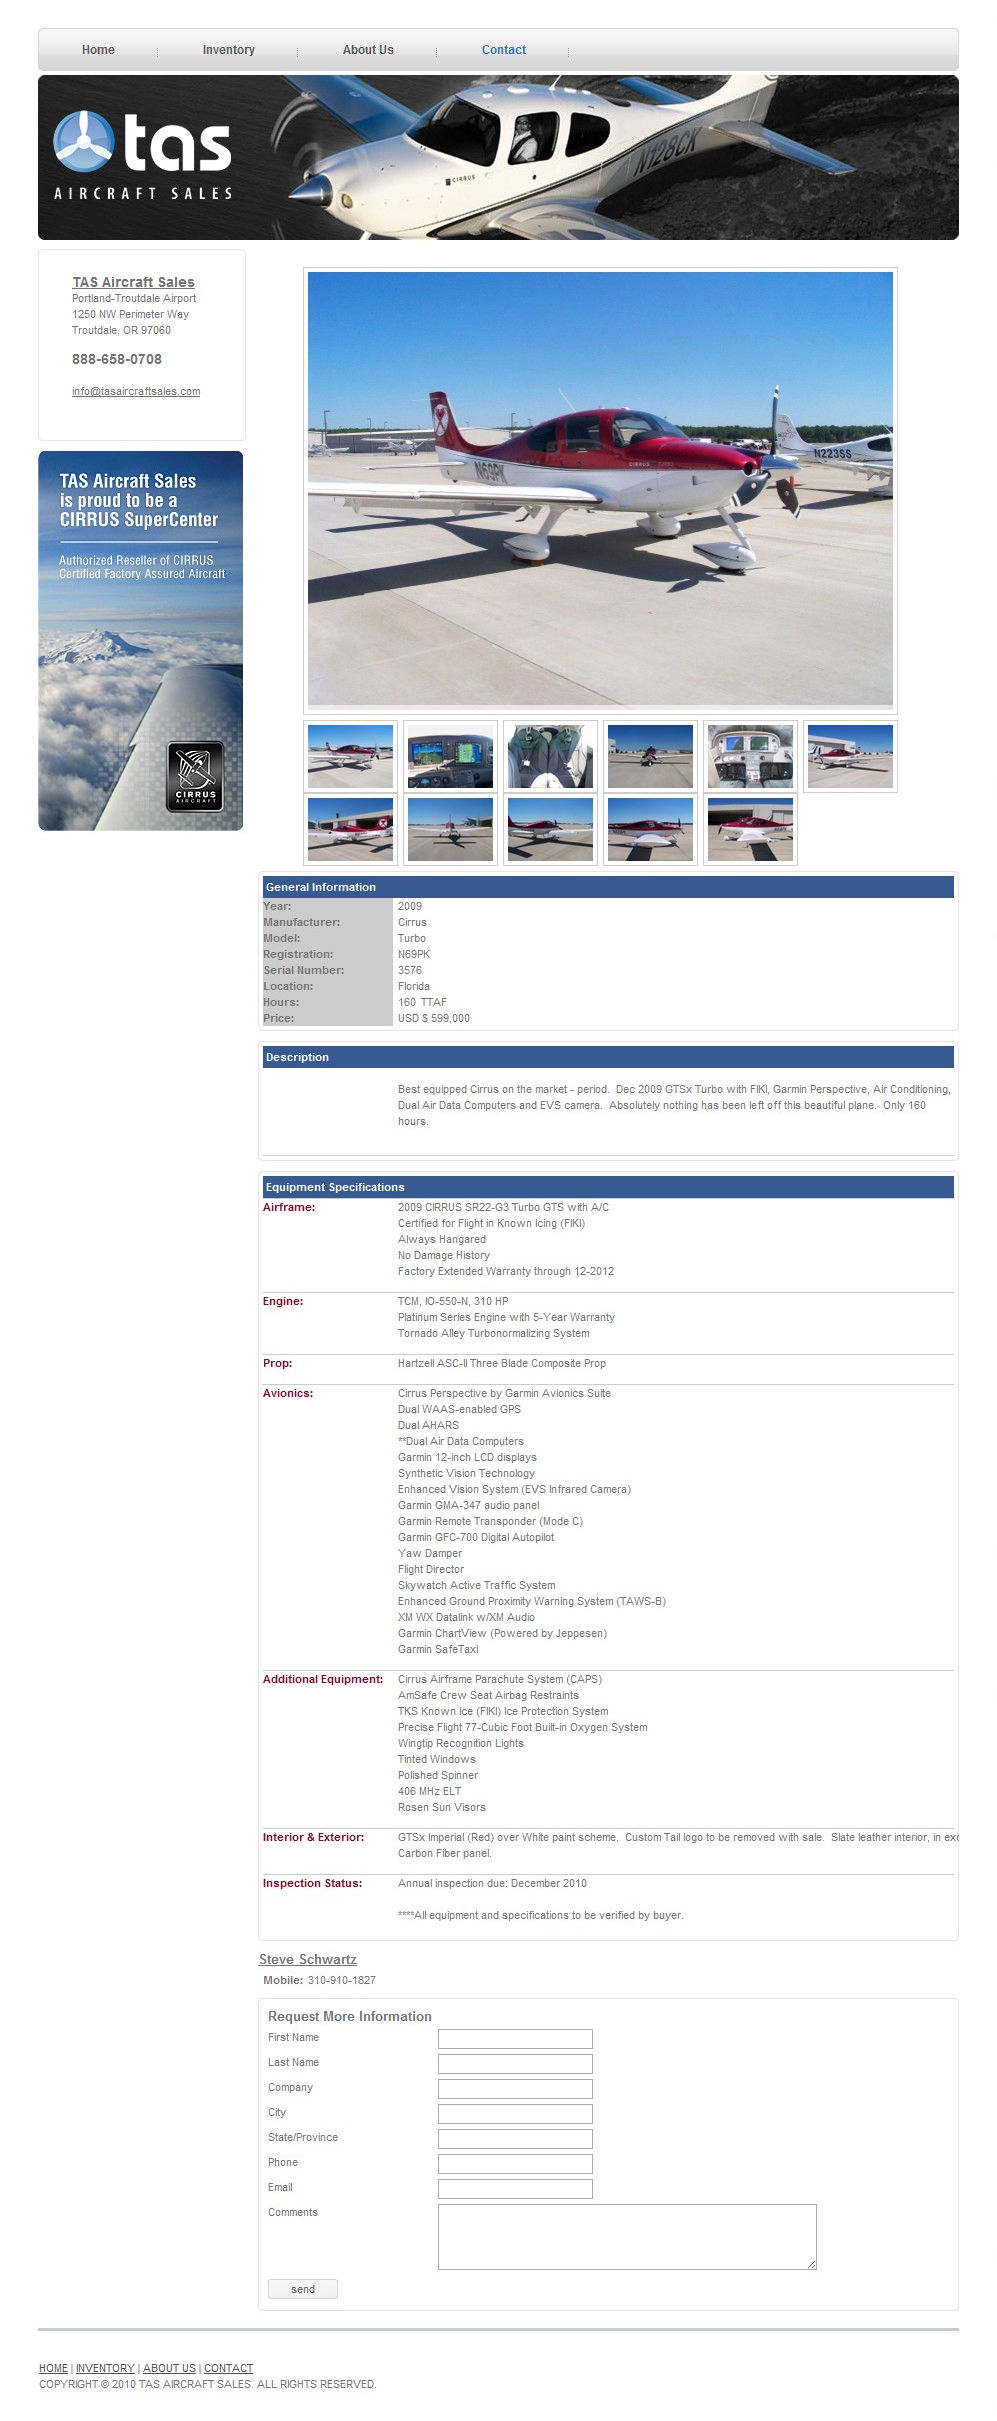 Home
Inventory
About Us
Contact
tas
AIRCRAFT SALES
CIRRUS
N128CK
TAS Aircraft Sales
Portland-Troutdale Airport
1250 NW Perimeter Way
Troutdale, OR 97060
888-658-0708
info@tasaircraftsales.com
TAS Aircraft Sales
is proud to be a
CIRRUS SuperCenter
Authorized Reseller of CIRRUS
Certified Factory Assured Aircraft
CIRRUS
AIRCRAFT
N69PK
CIRRUS
N223SS
General Information
Year: 2009
Manufacturer: Cirrus
Model: Turbo
Registration: N69PK
Serial Number: 3576
Location: Florida
Hours: 160 TTAF
Price: USD $ 599,000
Description
Best equipped Cirrus on the market - period. Dec 2009 GTSx Turbo with FIKI, Garmin Perspective, Air Conditioning,
Dual Air Data Computers and EVS camera. Absolutely nothing has been left off this beautiful plane. Only 160
hours.
Equipment Specifications
Airframe: 2009 CIRRUS SR22-G3 Turbo GTS with A/C
Certified for Flight in Known Icing (FIKI)
Always Hangared
No Damage History
Factory Extended Warranty through 12-2012
Engine: TCM, IO-550-N, 310 HP
Platinum Series Engine with 5-Year Warranty
Tornado Alley Turbonormalizing System
Prop: Hartzell ASC-II Three Blade Composite Prop
Avionics: Cirrus Perspective by Garmin Avionics Suite
Dual WAAS-enabled GPS
Dual AHARS
**Dual Air Data Computers
Garmin 12-inch LCD displays
Synthetic Vision Technology
Enhanced Vision System (EVS Infrared Camera)
Garmin GMA-347 audio panel
Garmin Remote Transponder (Mode C)
Garmin GFC-700 Digital Autopilot
Yaw Damper
Flight Director
Skywatch Active Traffic System
Enhanced Ground Proximity Warning System (TAWS-B)
XM WX Datalink w/XM Audio
Garmin ChartView (Powered by Jeppesen)
Garmin SafeTaxi
Additional Equipment: Cirrus Airframe Parachute System (CAPS)
AmSafe Crew Seat Airbag Restraints
TKS Known Ice (FIKI) Ice Protection System
Precise Flight 77-Cubic Foot Built-in Oxygen System
Wingtip Recognition Lights
Tinted Windows
Polished Spinner
406 MHz ELT
Rosen Sun Visors
Interior & Exterior: GTSx Imperial (Red) over White paint scheme. Custom Tail logo to be removed with sale. Slate leather interior, in
Carbon Fiber panel.
Inspection Status: Annual inspection due: December 2010
****All equipment and specifications to be verified by buyer.
Steve Schwartz
Mobile: 310-910-1827
Request More Information
First Name
Last Name
Company
City
State/Province
Phone
Email
Comments
send
HOME | INVENTORY | ABOUT US | CONTACT
COPYRIGHT © 2010 TAS AIRCRAFT SALES. ALL RIGHTS RESERVED.